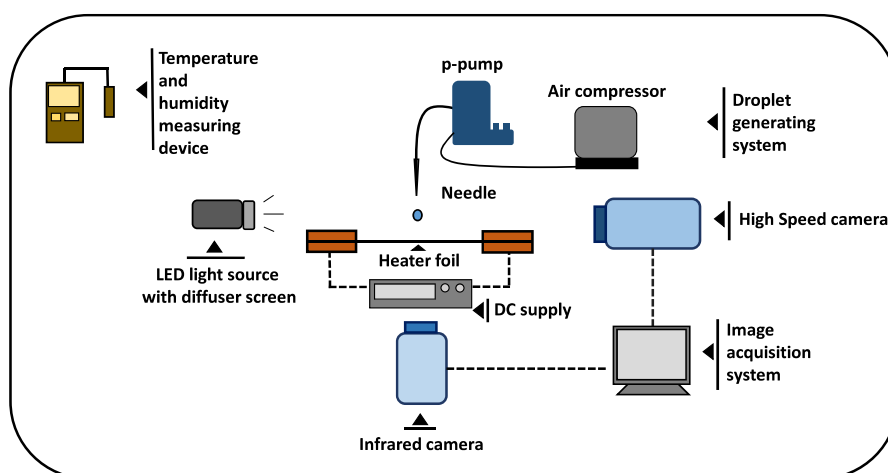 Temperature
and
humidity
measuring
device
p-pump
Air compressor
Droplet
generating
system
Needle
High Speed camera
Heater foil
LED light source
with diffuser screen
DC supply
Image
acquisition
system
Infrared camera